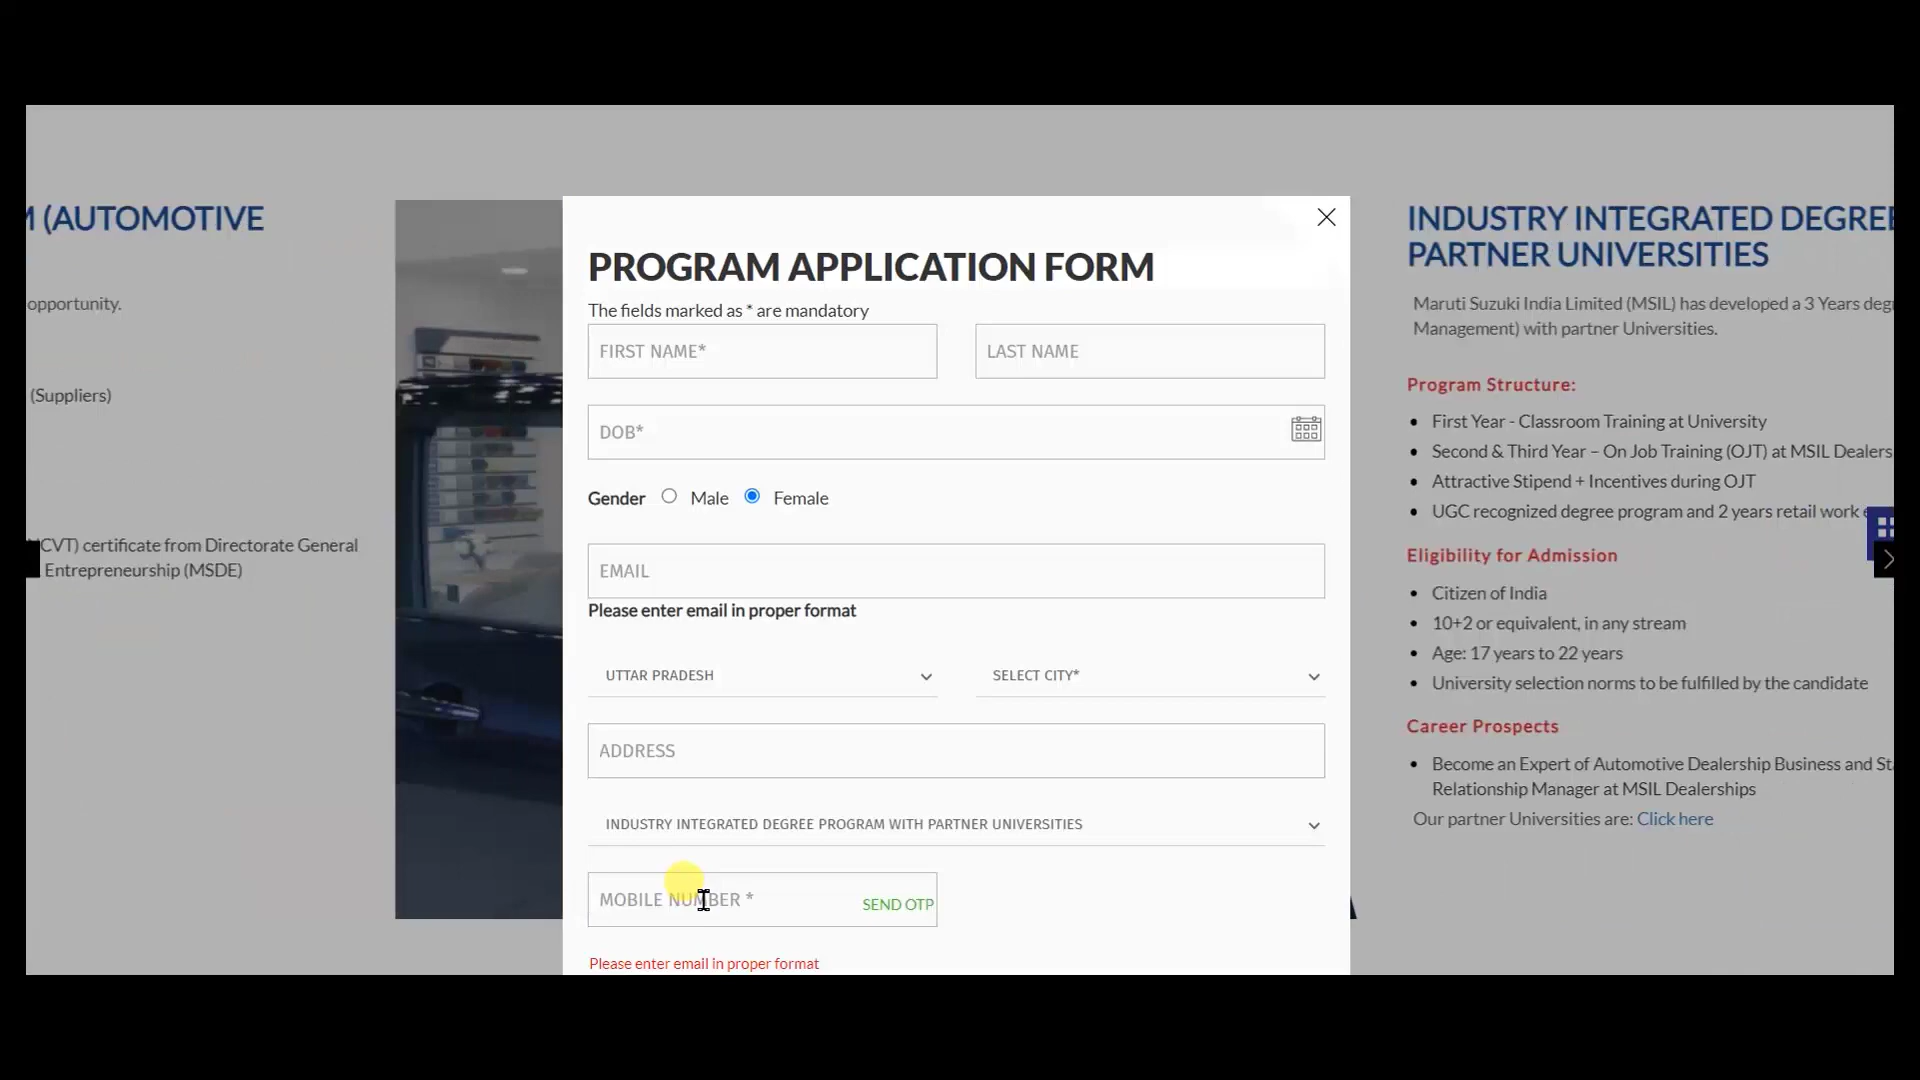 M (AUTOMOTIVE
opportunity.
(Suppliers)
CVT) certificate from Directorate General
Entrepreneurship (MSDE)
PROGRAM APPLICATION FORM
The fields marked as * are mandatory
FIRST NAME*
LAST NAME
DOB*
Gender Male Female
EMAIL
Please enter email in proper format
UTTAR PRADESH
SELECT CITY*
ADDRESS
INDUSTRY INTEGRATED DEGREE PROGRAM WITH PARTNER UNIVERSITIES
MOBILE NUMBER *
SEND OTP
Please enter email in proper format
INDUSTRY INTEGRATED DEGREE
PARTNER UNIVERSITIES
Maruti Suzuki India Limited (MSIL) has developed a 3 Years deg
Management) with partner Universities.
Program Structure:
First Year - Classroom Training at University
Second & Third Year – On Job Training (OJT) at MSIL Dealers
Attractive Stipend + Incentives during OJT
UGC recognized degree program and 2 years retail work
Eligibility for Admission
Citizen of India
10+2 or equivalent, in any stream
Age: 17 years to 22 years
University selection norms to be fulfilled by the candidate
Career Prospects
Become an Expert of Automotive Dealership Business and
Relationship Manager at MSIL Dealerships
Our partner Universities are: Click here